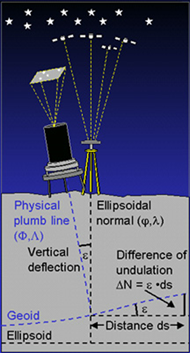 Physical
plumb line
(Φ,Λ)
Ellipsoidal
normal (φ,λ)
Vertical
deflection
ε
Difference of
undulation
ΔN = ε •ds
ε
Geoid
Distance ds
Ellipsoid